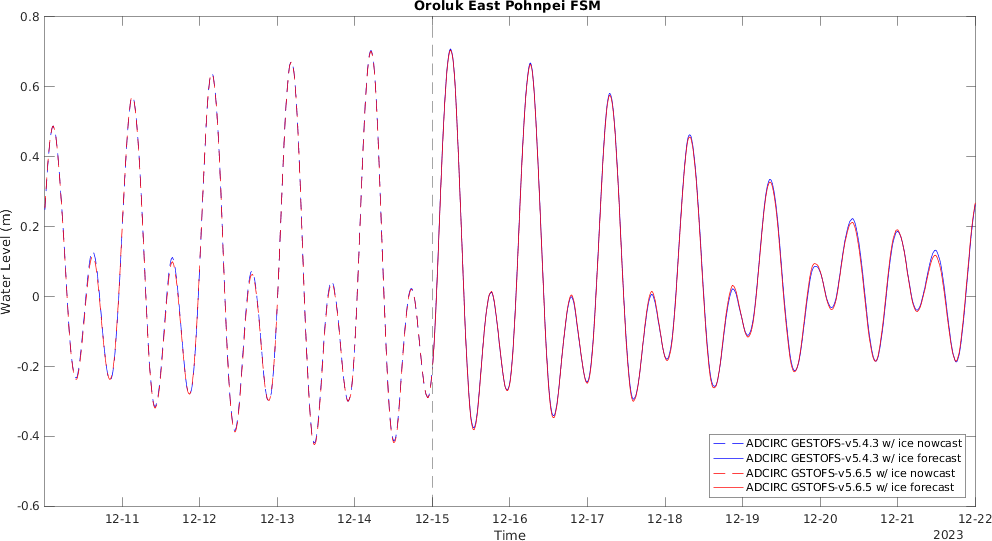 Oroluk East Pohnpei FSM
0.8
0.6
0.4
0.2
0
-0.2
-0.4
-0.6
Water Level (m)
ADCIRC GESTOFS-v5.4.3 w/ ice nowcast
ADCIRC GESTOFS-v5.4.3 w/ ice forecast
ADCIRC GSTOFS-v5.6.5 w/ ice nowcast
ADCIRC GSTOFS-v5.6.5 w/ ice forecast
12-11 12-12 12-13 12-14 12-15 12-16 12-17 12-18 12-19 12-20 12-21 12-22
Time
2023